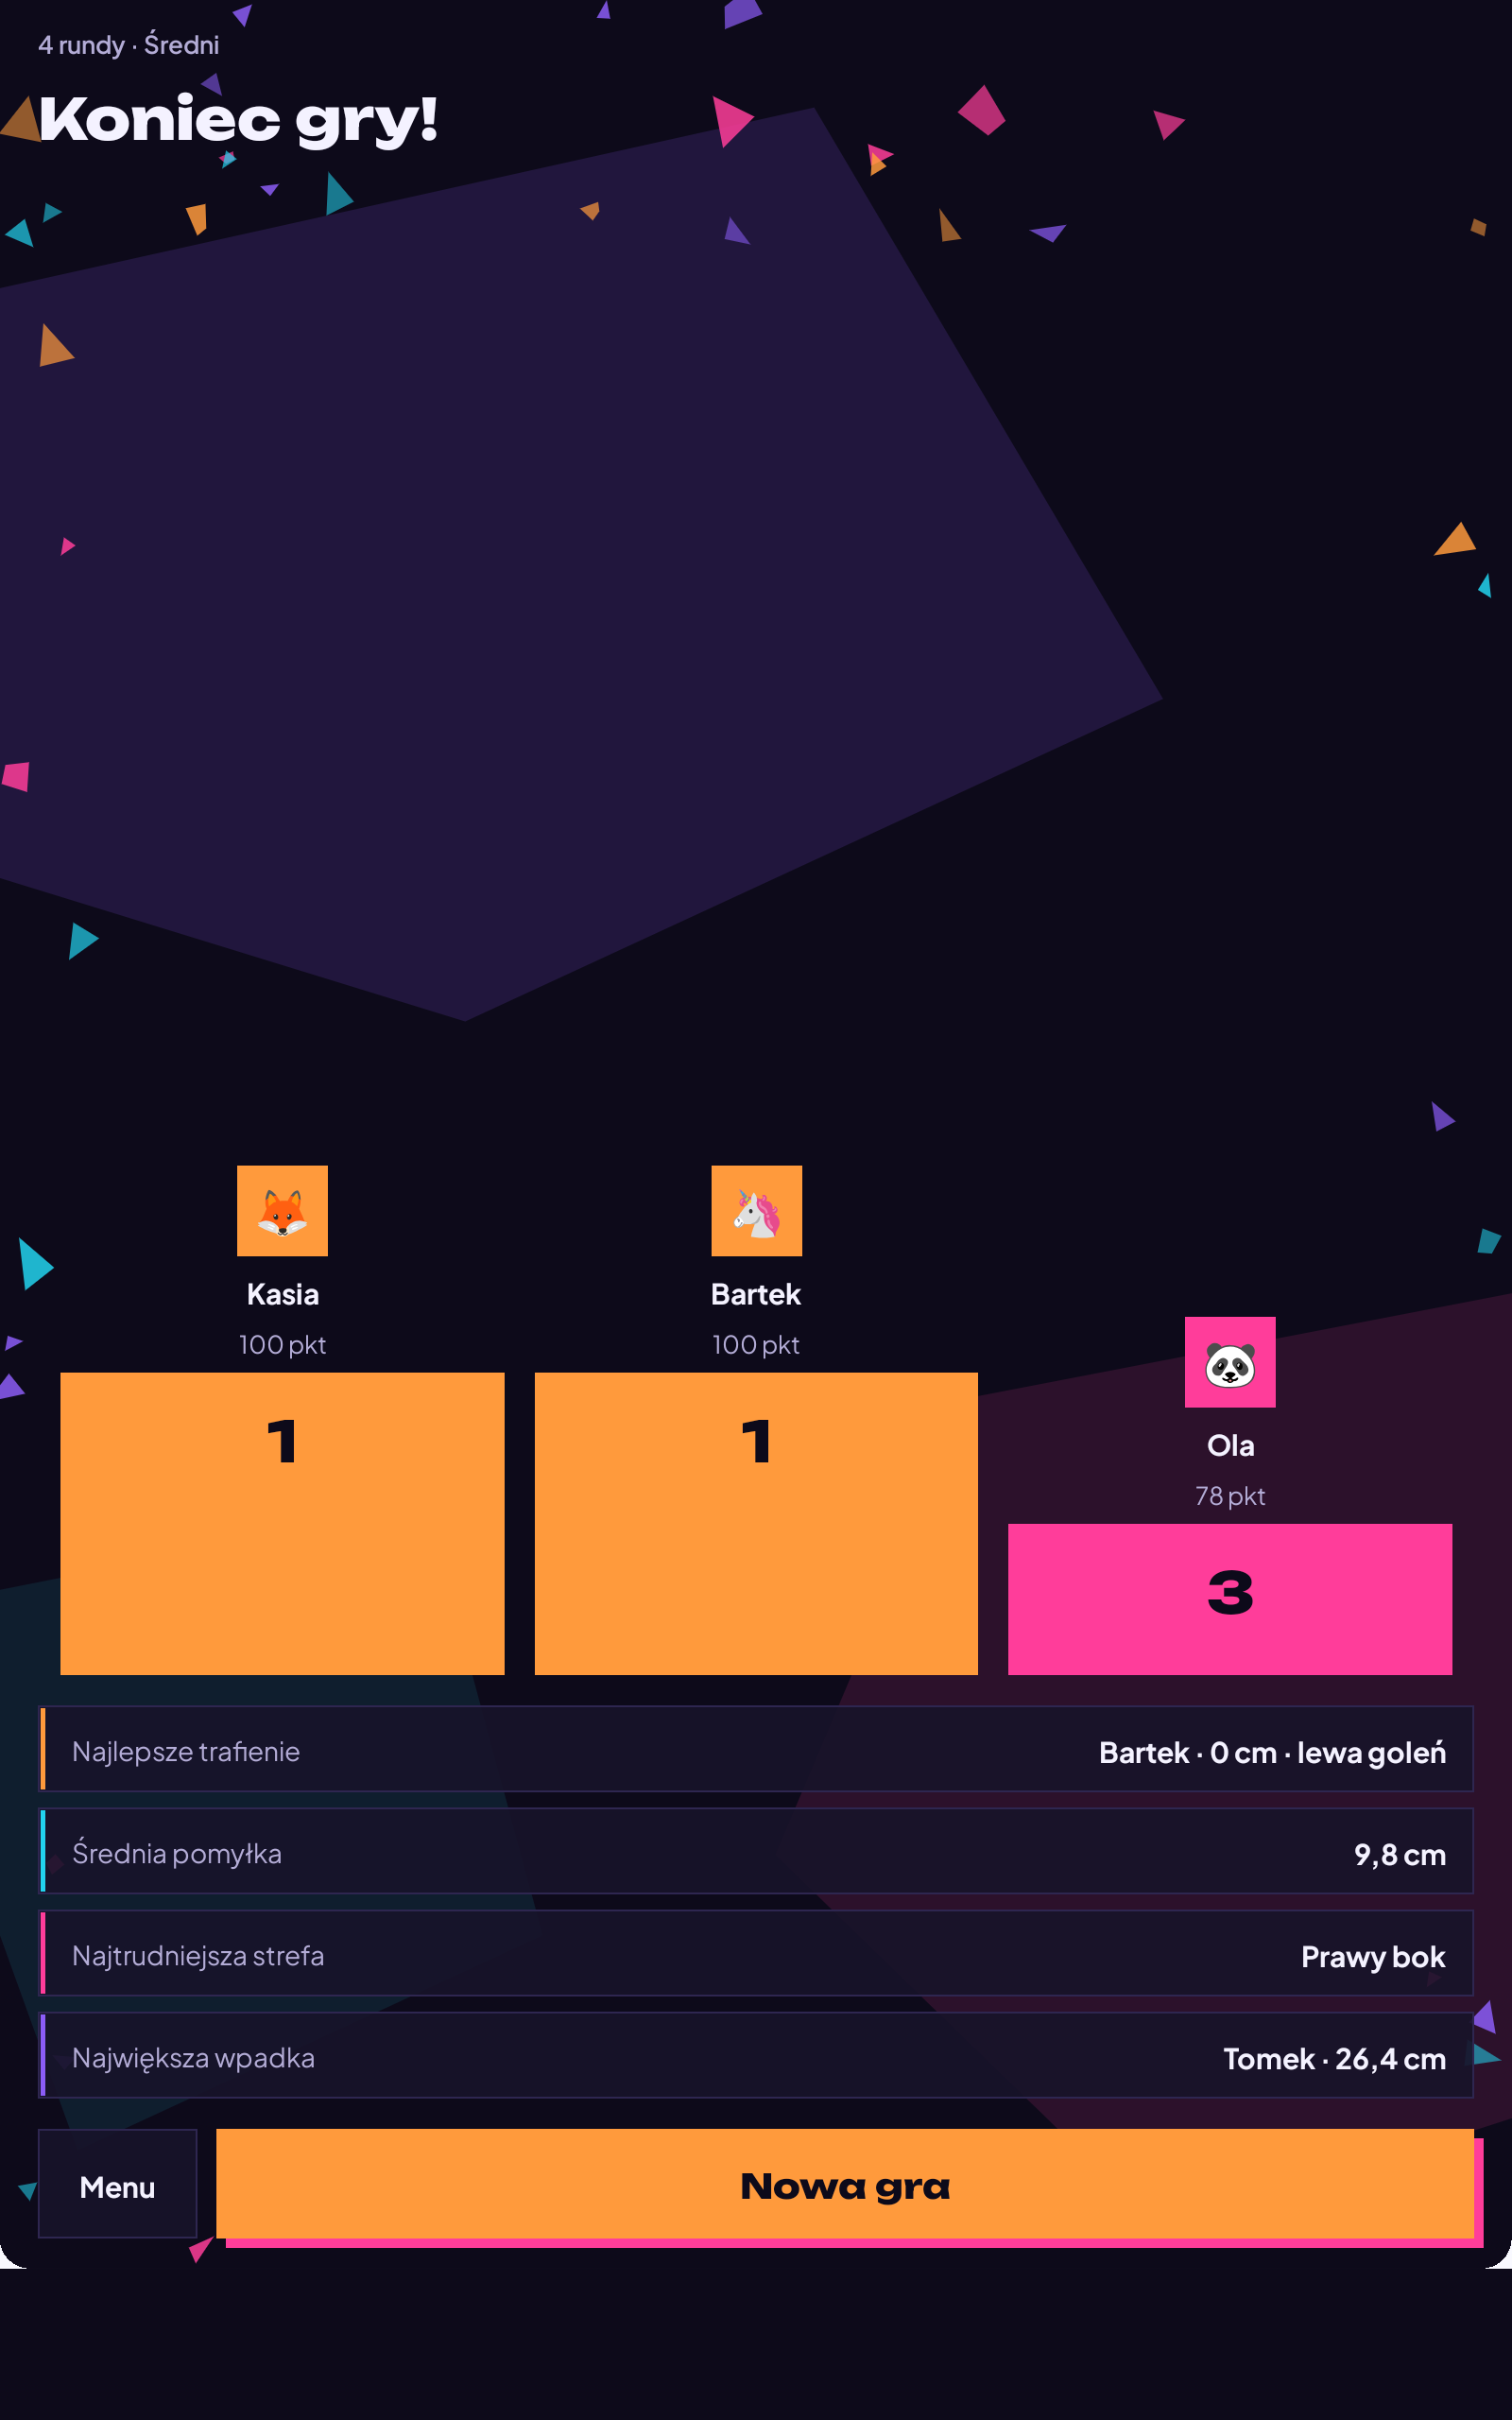 4 rundy · Średni
Koniec gry!
Kasia
100 pkt
1
Bartek
100 pkt
1
Ola
78 pkt
3
Najlepsze trafienie
Bartek · 0 cm · lewa goleń
Średnia pomyłka
9,8 cm
Najtrudniejsza strefa
Prawy bok
Największa wpadka
Tomek · 26,4 cm
Menu
Nowa gra